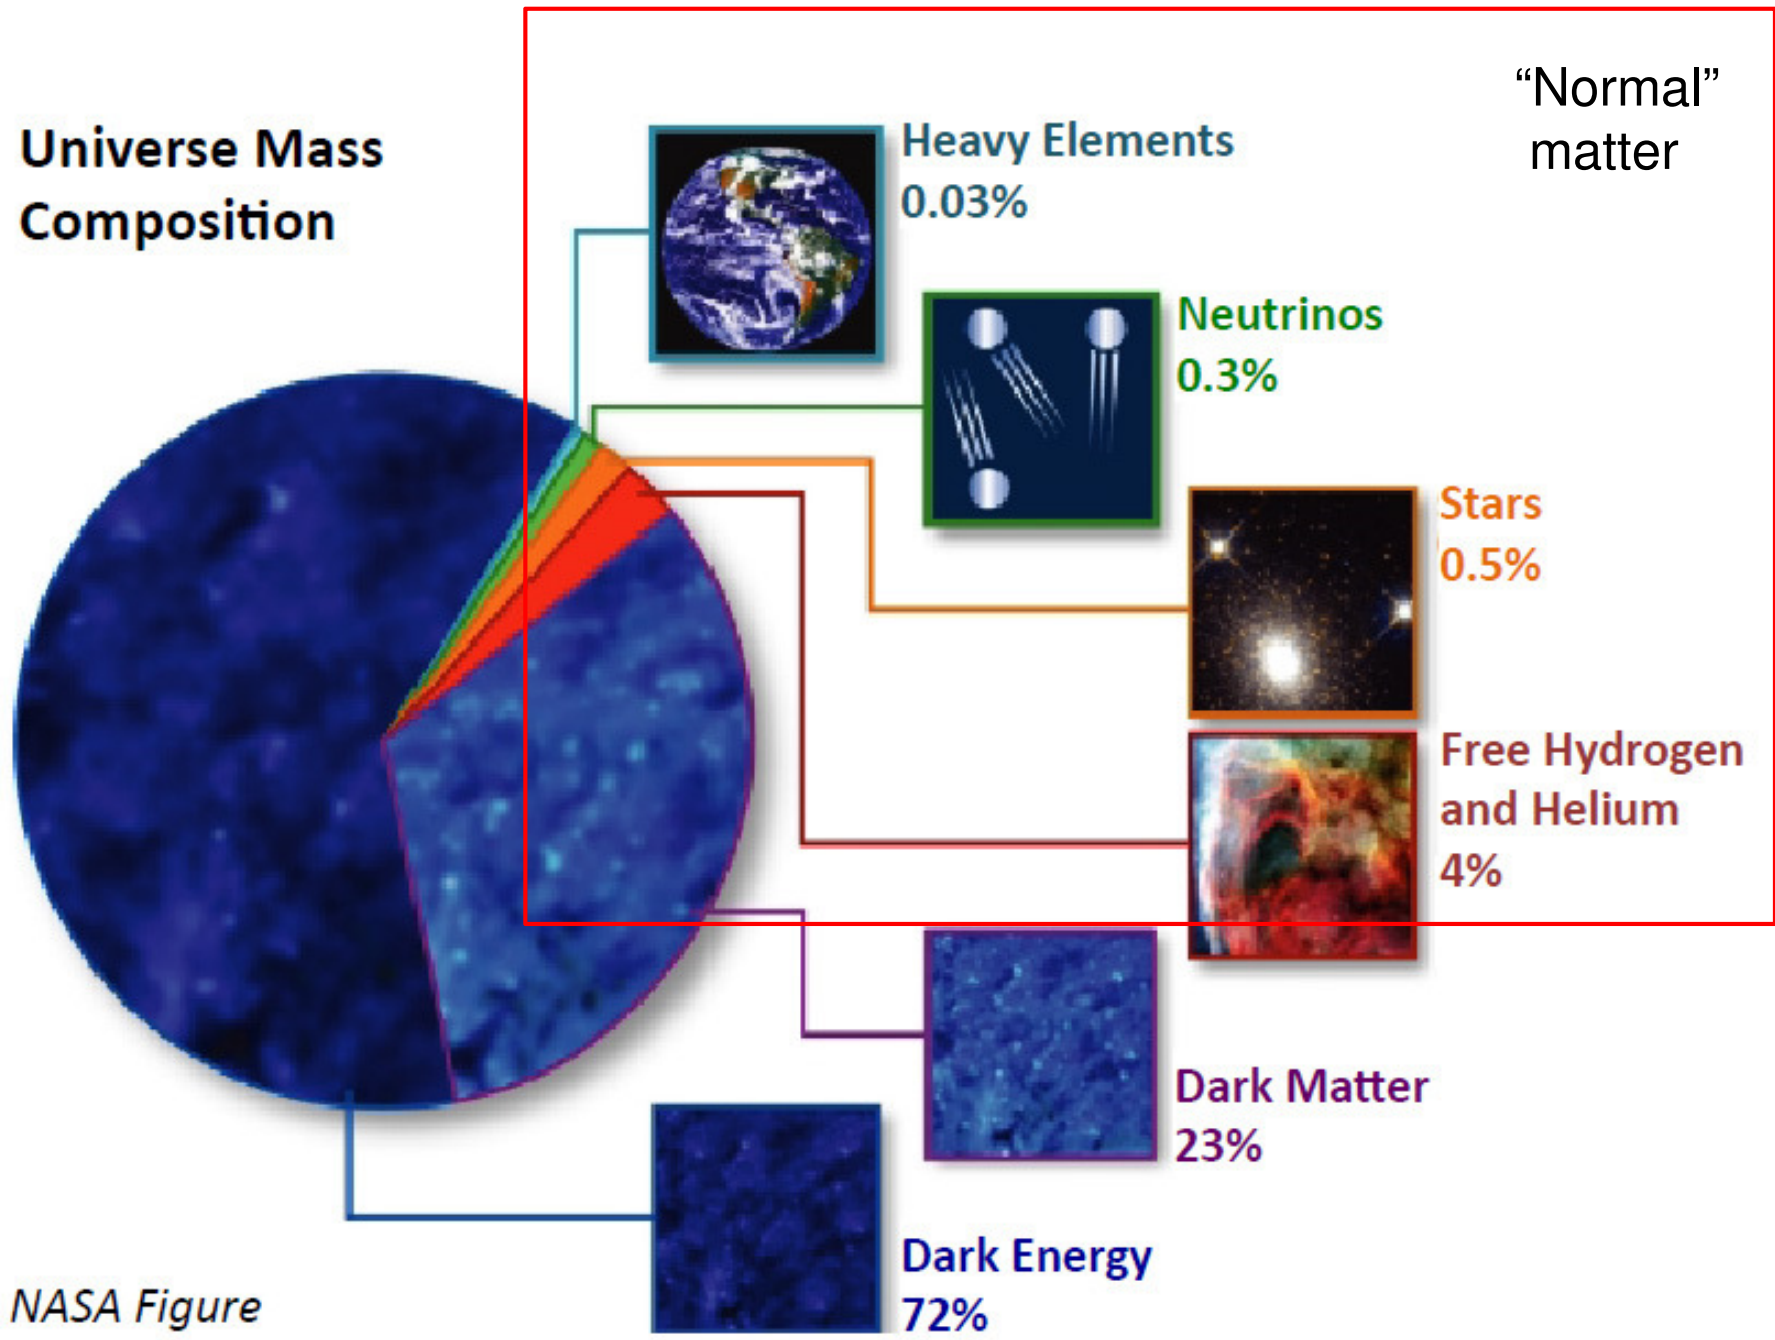 “Normal”
matter
Universe Mass
Composition
Heavy Elements
0.03%
Neutrinos
0.3%
Stars
0.5%
Free Hydrogen
and Helium
4%
Dark Matter
23%
Dark Energy
72%
NASA Figure